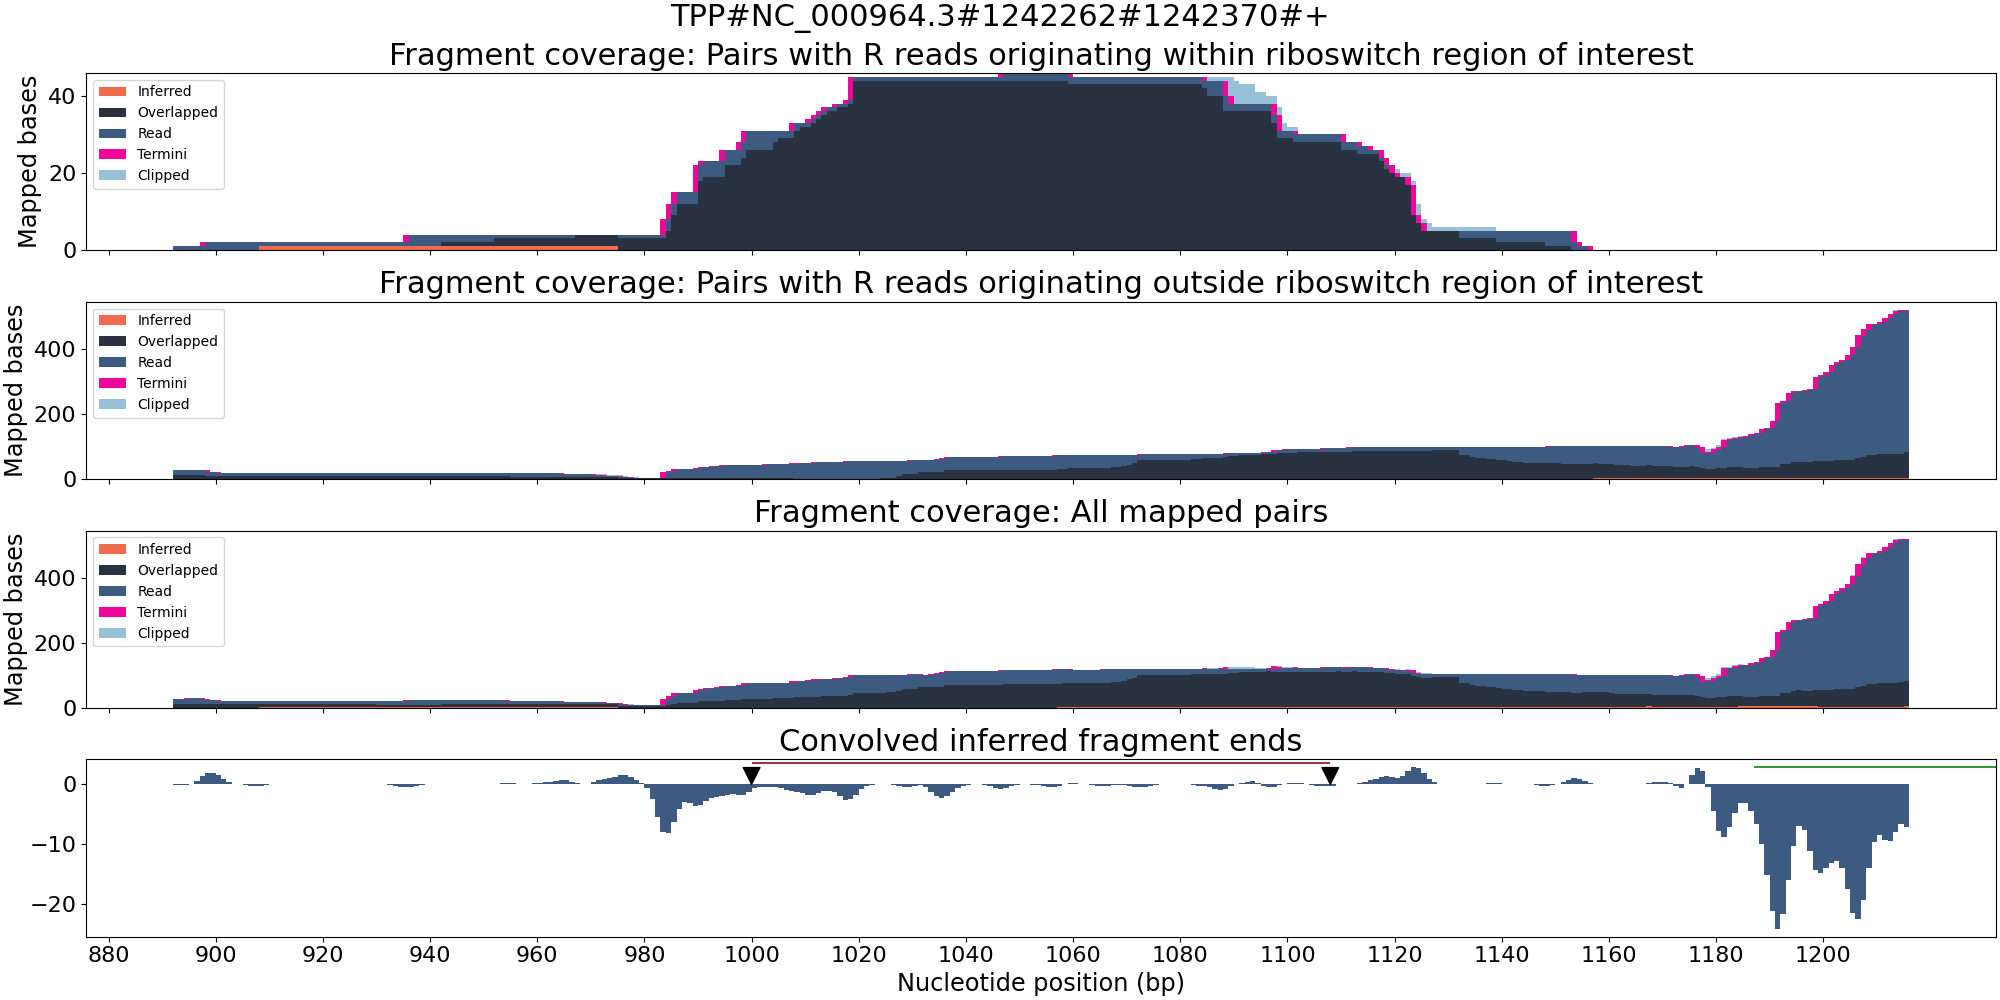 TPP#NC_000964.3#1242262#1242370#+
Fragment coverage: Pairs with R reads originating within riboswitch region of interest
Mapped bases
40
20
0
Inferred
Overlapped
Read
Termini
Clipped
Fragment coverage: Pairs with R reads originating outside riboswitch region of interest
Mapped bases
400
200
0
Inferred
Overlapped
Read
Termini
Clipped
Fragment coverage: All mapped pairs
Mapped bases
400
200
0
Inferred
Overlapped
Read
Termini
Clipped
Convolved inferred fragment ends
0
−10
−20
880 900 920 940 960 980 1000 1020 1040 1060 1080 1100 1120 1140 1160 1180 1200
Nucleotide position (bp)